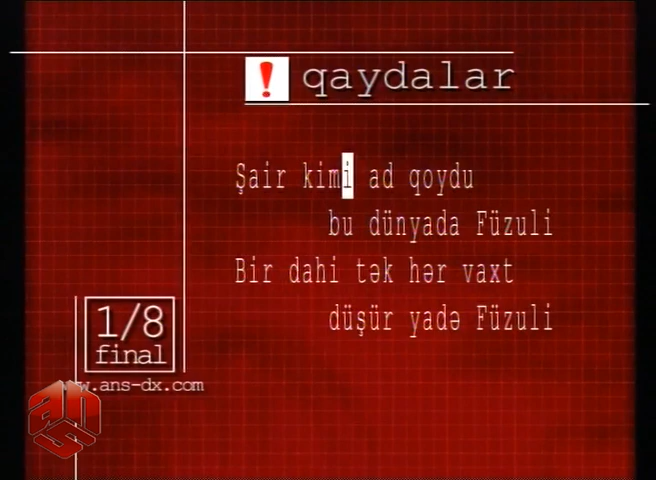 ! qaydalar
Şair kimi ad qoydu
bu dünyada Füzuli
Bir dahi tək hər vaxt
düşür yadə Füzuli
1/8
final
w.ans-dx.com
ans